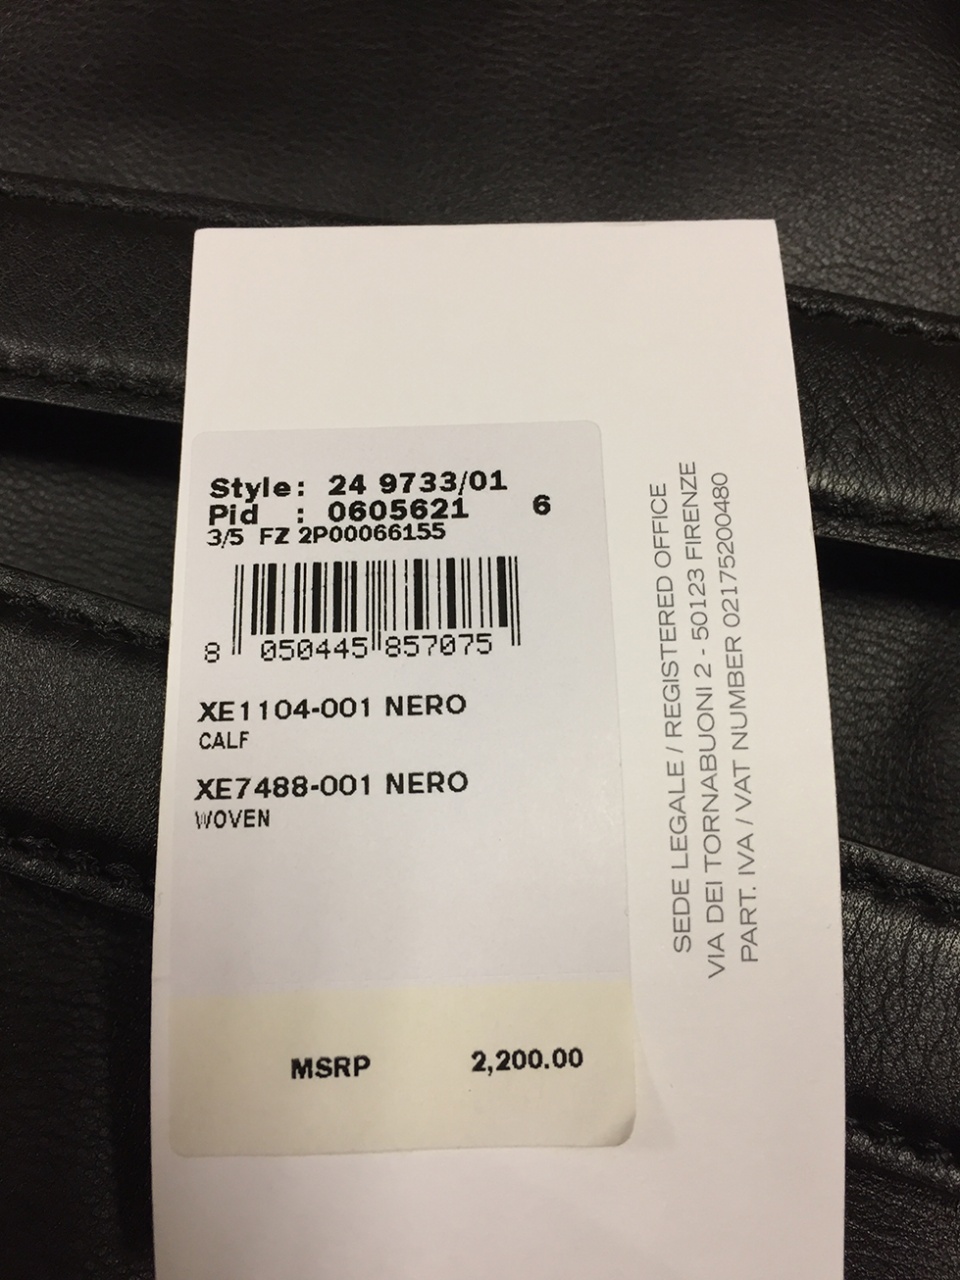 Style: 24 9733/01
Pid : 0605621 6
3/5 FZ 2P00066155
8 050445 857075
XE1104-001 NERO
CALF
XE7488-001 NERO
WOVEN
MSRP 2,200.00
SEDE LEGALE / REGISTERED OFFICE
VIA DEI TORNABUONI 2 - 50123 FIRENZE
PART. IVA / VAT NUMBER 02175200480